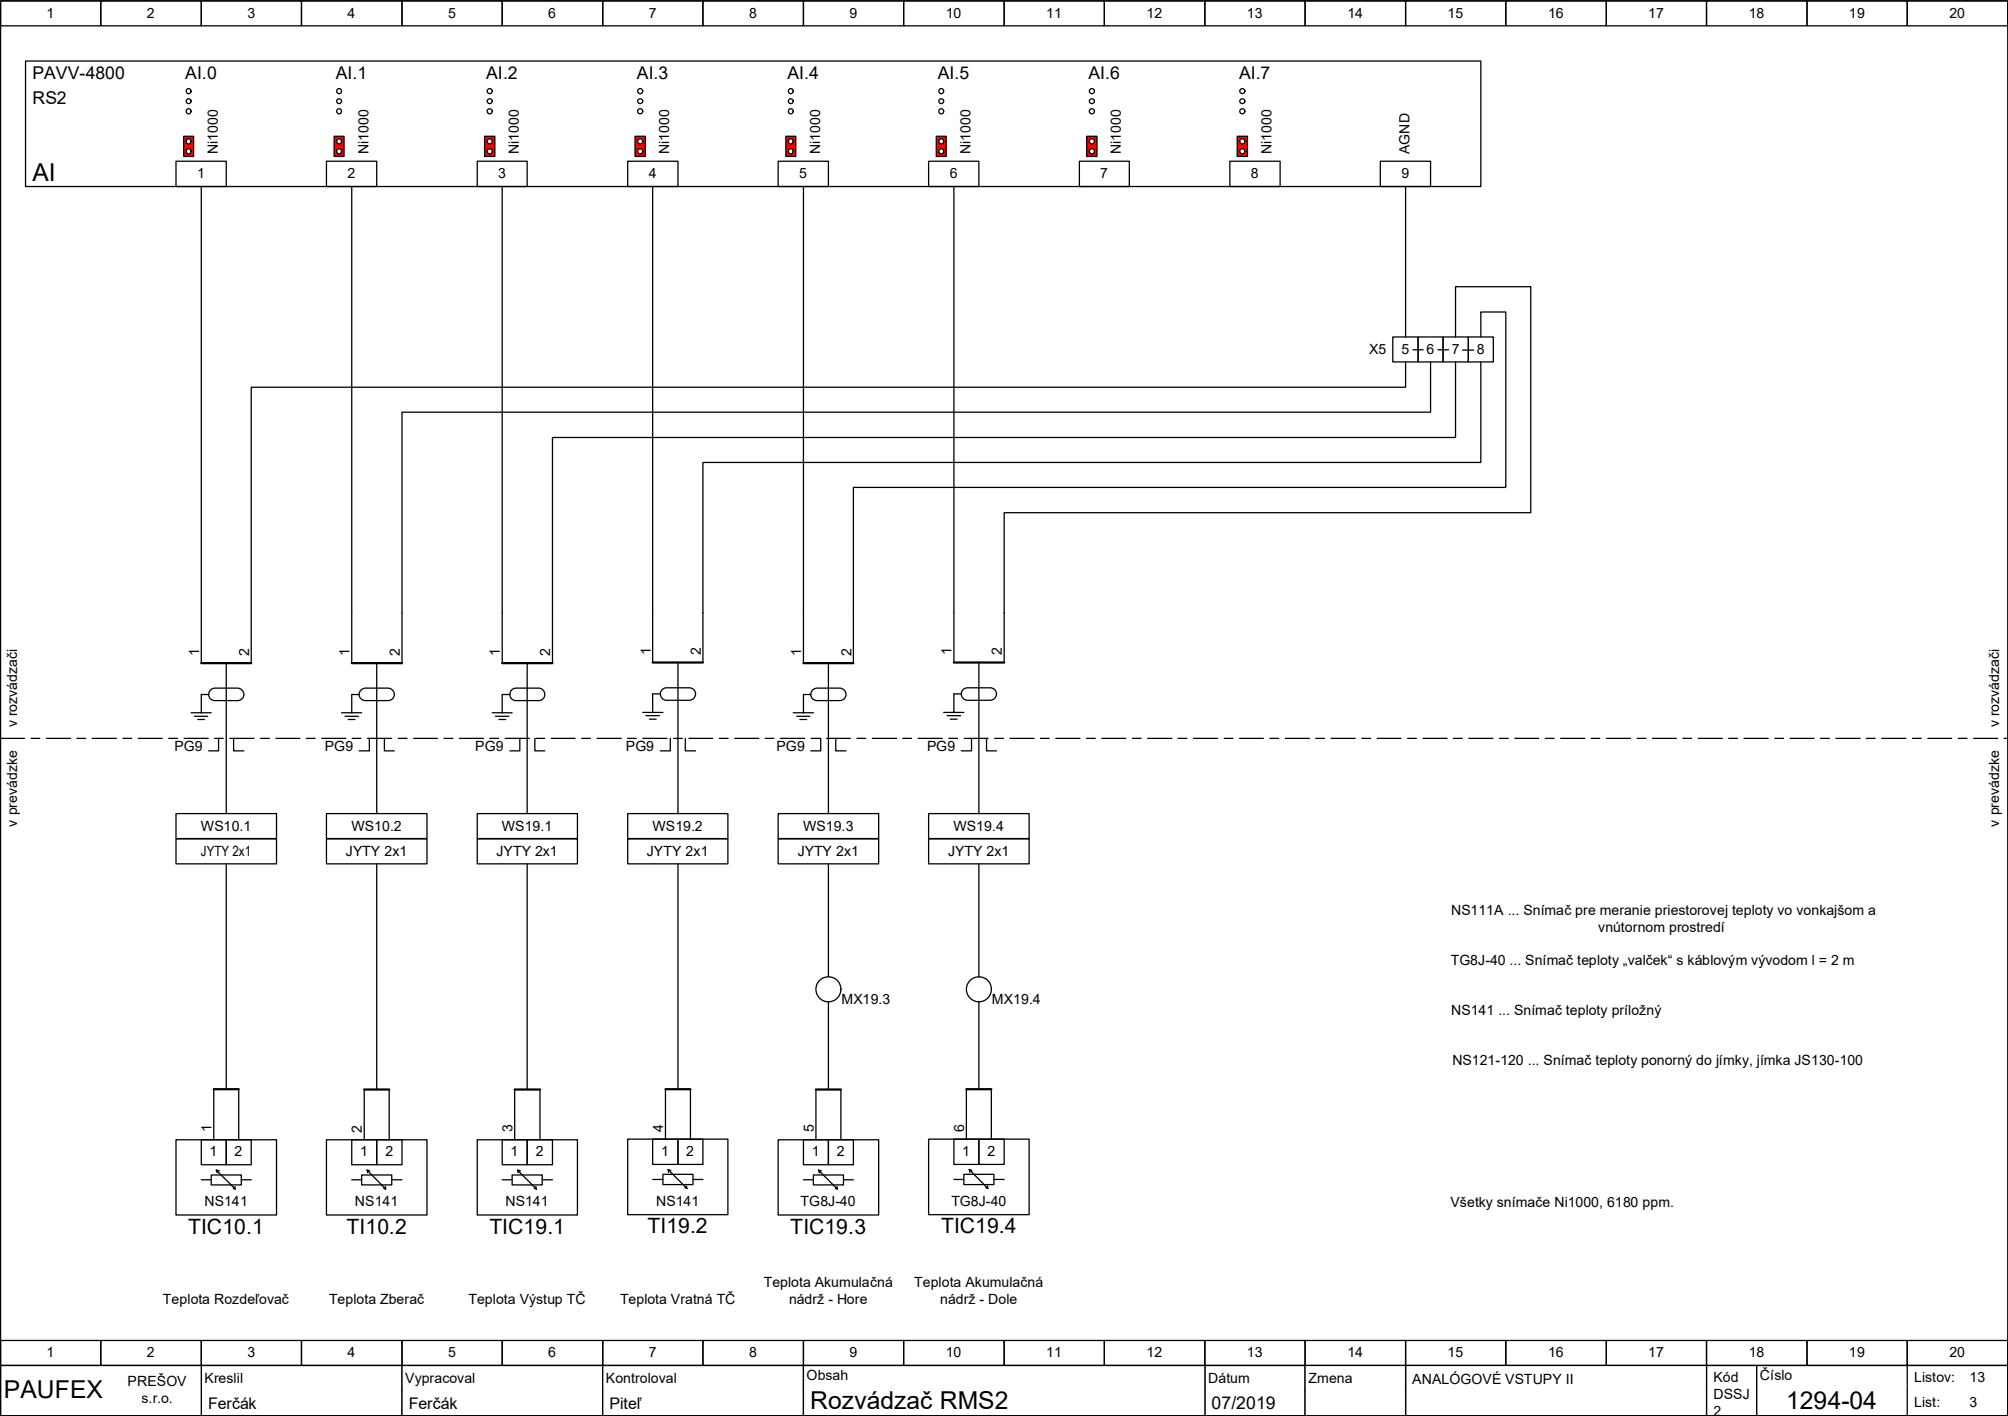 1 2 3 4 5 6 7 8 9 10 11 12 13 14 15 16 17 18 19 20
PAVV-4800 AI.0 AI.1 AI.2 AI.3 AI.4 AI.5 AI.6 AI.7
RS2
Ni1000 Ni1000 Ni1000 Ni1000 Ni1000 Ni1000 Ni1000 Ni1000 AGND
AI 1 2 3 4 5 6 7 8 9
X5 5 6 7 8
1 2 1 2 1 2 1 2 1 2 1 2
v rozvádzači v rozvádzači
PG9 PG9 PG9 PG9 PG9 PG9
v prevádzke v prevádzke
WS10.1 WS10.2 WS19.1 WS19.2 WS19.3 WS19.4
JYTY 2x1 JYTY 2x1 JYTY 2x1 JYTY 2x1 JYTY 2x1 JYTY 2x1
NS111A ... Snímač pre meranie priestorovej teploty vo vonkajšom a
vnútornom prostredí
TG8J-40 ... Snímač teploty „valček“ s káblovým vývodom l = 2 m
MX19.3 MX19.4
NS141 ... Snímač teploty príložný
NS121-120 ... Snímač teploty ponorný do jímky, jímka JS130-100
1 2 3 4 5 6
1 2 1 2 1 2 1 2 1 2 1 2
NS141 NS141 NS141 NS141 TG8J-40 TG8J-40
Všetky snímače Ni1000, 6180 ppm.
TIC10.1 TI10.2 TIC19.1 TI19.2 TIC19.3 TIC19.4
Teplota Rozdeľovač
Teplota Zberač
Teplota Výstup TČ
Teplota Vratná TČ
Teplota Akumulačná
nádrž - Hore
Teplota Akumulačná
nádrž - Dole
1 2 3 4 5 6 7 8 9 10 11 12 13 14 15 16 17 18 19 20
PAUFEX
PREŠOV
s.r.o.
Kreslil
Ferčák
Vypracoval
Ferčák
Kontroloval
Piteľ
Obsah
Rozvádzač RMS2
Dátum
07/2019
Zmena
ANALÓGOVÉ VSTUPY II
Kód
DSSJ
2
Číslo
1294-04
Listov: 13
List: 3